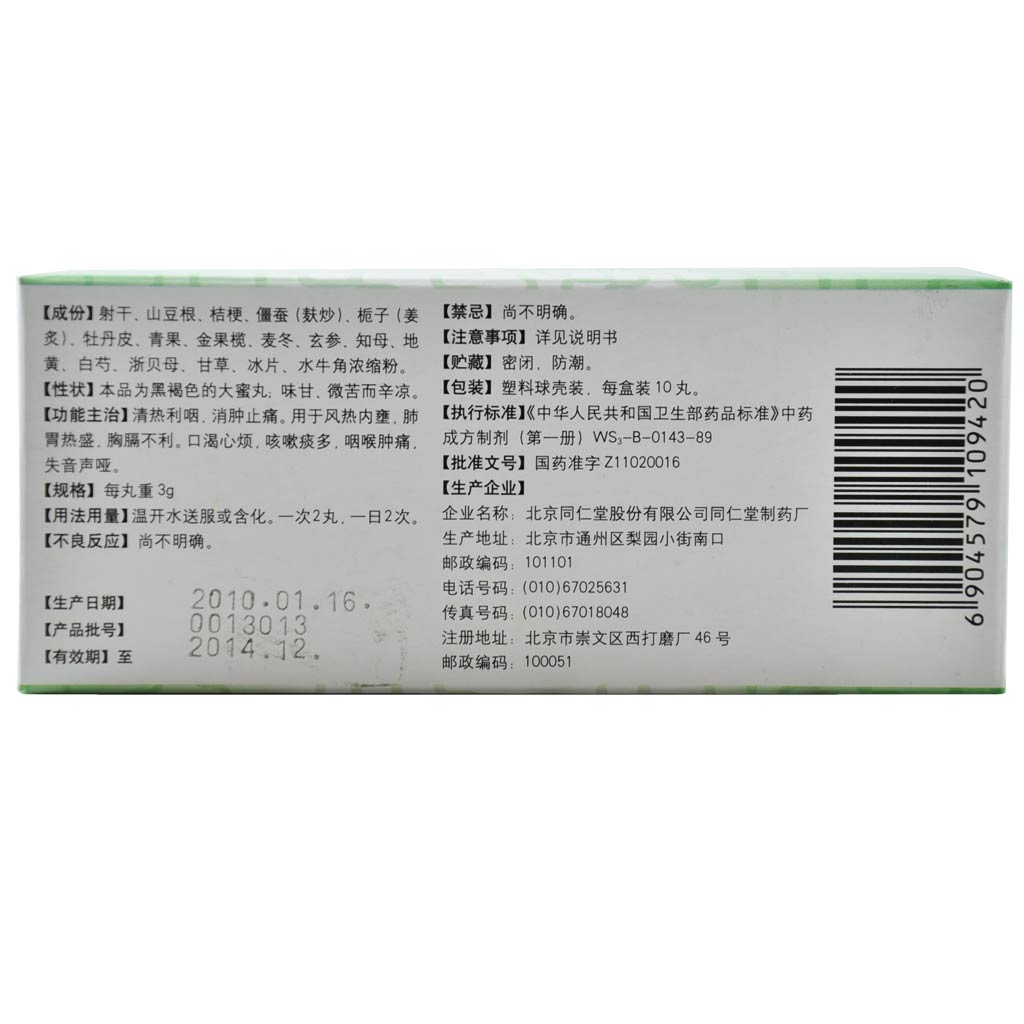 【成份】射干、山豆根、桔梗、僵蚕(麸炒)、栀子(姜
炙)、牡丹皮、青果、金果榄、麦冬、玄参、知母、地
黄、白芍、浙贝母、甘草、冰片、水牛角浓缩粉。
【性状】本品为黑褐色的大蜜丸;味甘、微苦而辛凉。
【功能主治】清热利咽,消肿止痛。用于风热内壅,肺
胃热盛,胸膈不利。口渴心烦,咳嗽痰多,咽喉肿痛,
失音声哑。
【规格】每丸重3g
【用法用量】温开水送服或含化。一次2丸,一日2次。
【不良反应】尚不明确。
【生产日期】 2010.01.16.
【产品批号】 0013013
【有效期】至 2014.12.
【禁忌】尚不明确。
【注意事项】详见说明书
【贮藏】密闭,防潮。
【包装】塑料球壳装,每盒装10丸。
【执行标准】《中华人民共和国卫生部药品标准》中药
成方制剂(第一册)WS₃-B-0143-89
【批准文号】国药准字Z11020016
【生产企业】
企业名称:北京同仁堂股份有限公司同仁堂制药厂
生产地址:北京市通州区梨园小街南口
邮政编码:101101
电话号码:(010)67025631
传真号码:(010)67018048
注册地址:北京市崇文区西打磨厂46号
邮政编码:100051
6904579109420